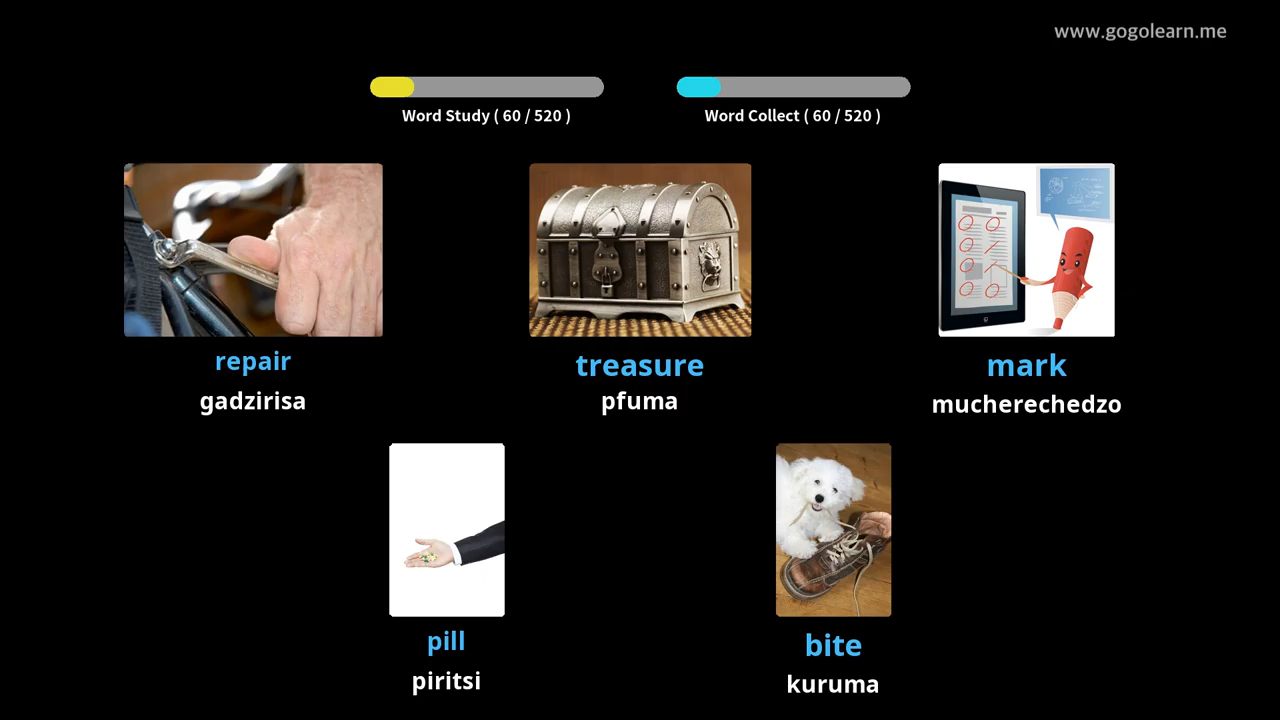 www.gogolearn.me
Word Study ( 60 / 520 )
Word Collect ( 60 / 520 )
repair
gadzirisa
treasure
pfuma
mark
mucherechedzo
pill
piritsi
bite
kuruma